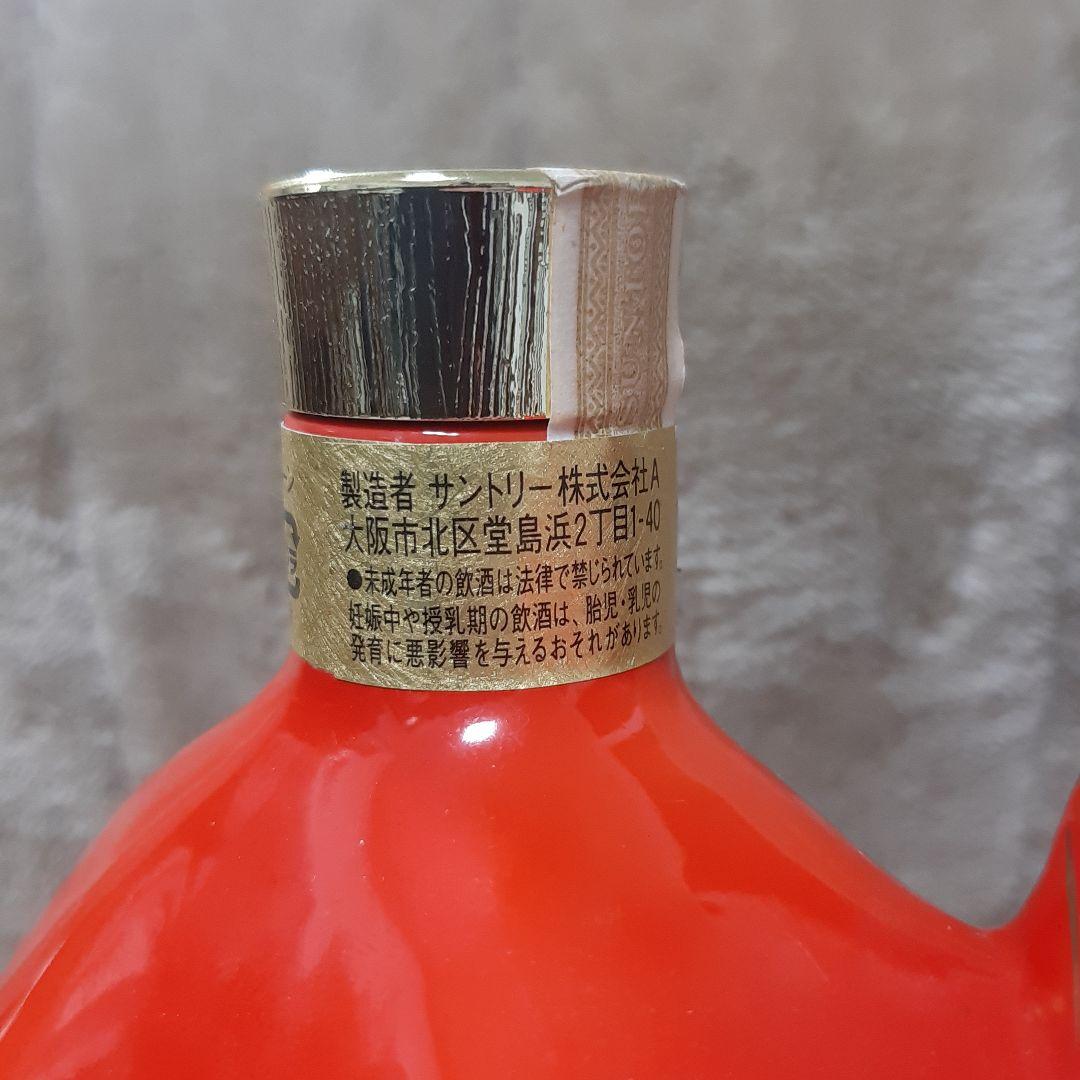 SUNTORY
製造者 サントリー株式会社A
大阪市北区堂島浜2丁目1-40
●未成年者の飲酒は法律で禁じられています。
妊娠中や授乳期の飲酒は、胎児・乳児の
発育に悪影響を与えるおそれがあります。